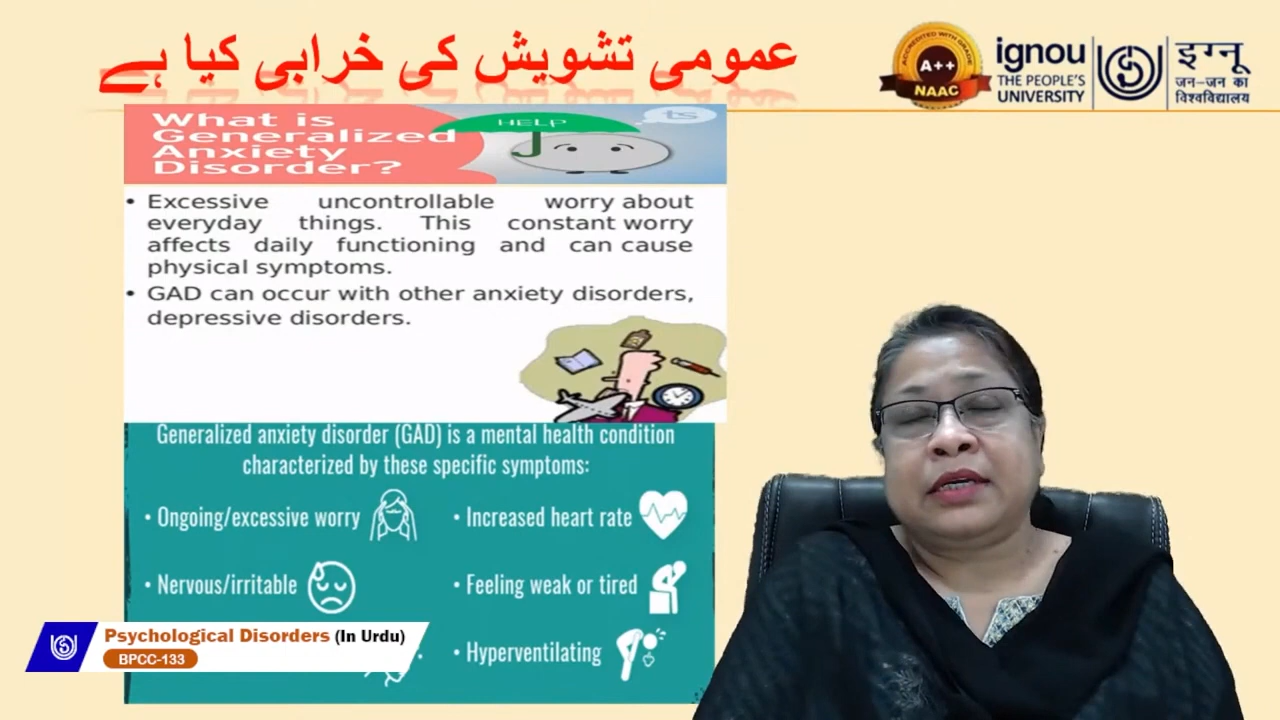 عمومی تشویش کی خرابی کیا ہے
ACCREDITED WITH GRADE
A++
NAAC
ignou
THE PEOPLE'S
UNIVERSITY
इग्नू
जन-जन का
विश्वविद्यालय
What is
Generalized
Anxiety
Disorder?
HELP
ts
• Excessive uncontrollable worry about
everyday things. This constant worry
affects daily functioning and can cause
physical symptoms.
• GAD can occur with other anxiety disorders,
depressive disorders.
Generalized anxiety disorder (GAD) is a mental health condition
characterized by these specific symptoms:
• Ongoing/excessive worry
• Increased heart rate
• Nervous/irritable
• Feeling weak or tired
• Hyperventilating
Psychological Disorders (In Urdu)
BPCC-133